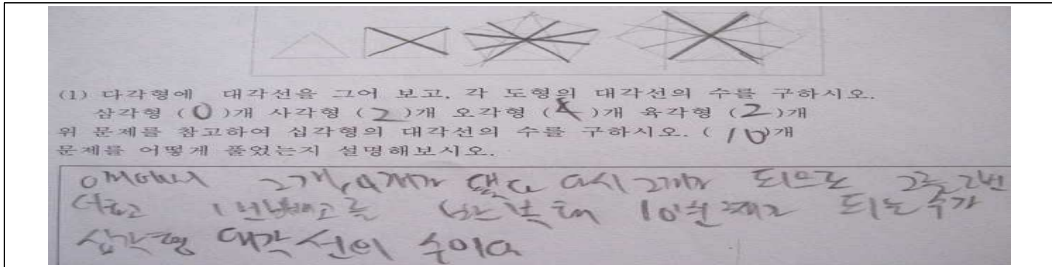 (1) 다각형에 대각선을 그어 보고, 각 도형의 대각선의 수를 구하시오.
삼각형 (0)개 사각형 (2)개 오각형 (4)개 육각형 (2)개
위 문제를 참고하여 십각형의 대각선의 수를 구하시오. (10)개
문제를 어떻게 풀었는지 설명해보시오.
0개에서 2개, 4개가 됐다 다시 2개가 되므로 2를 2번
더하고 1번빼고를 반복해 10번째가 되는 수가
십각형 대각선의 수이다